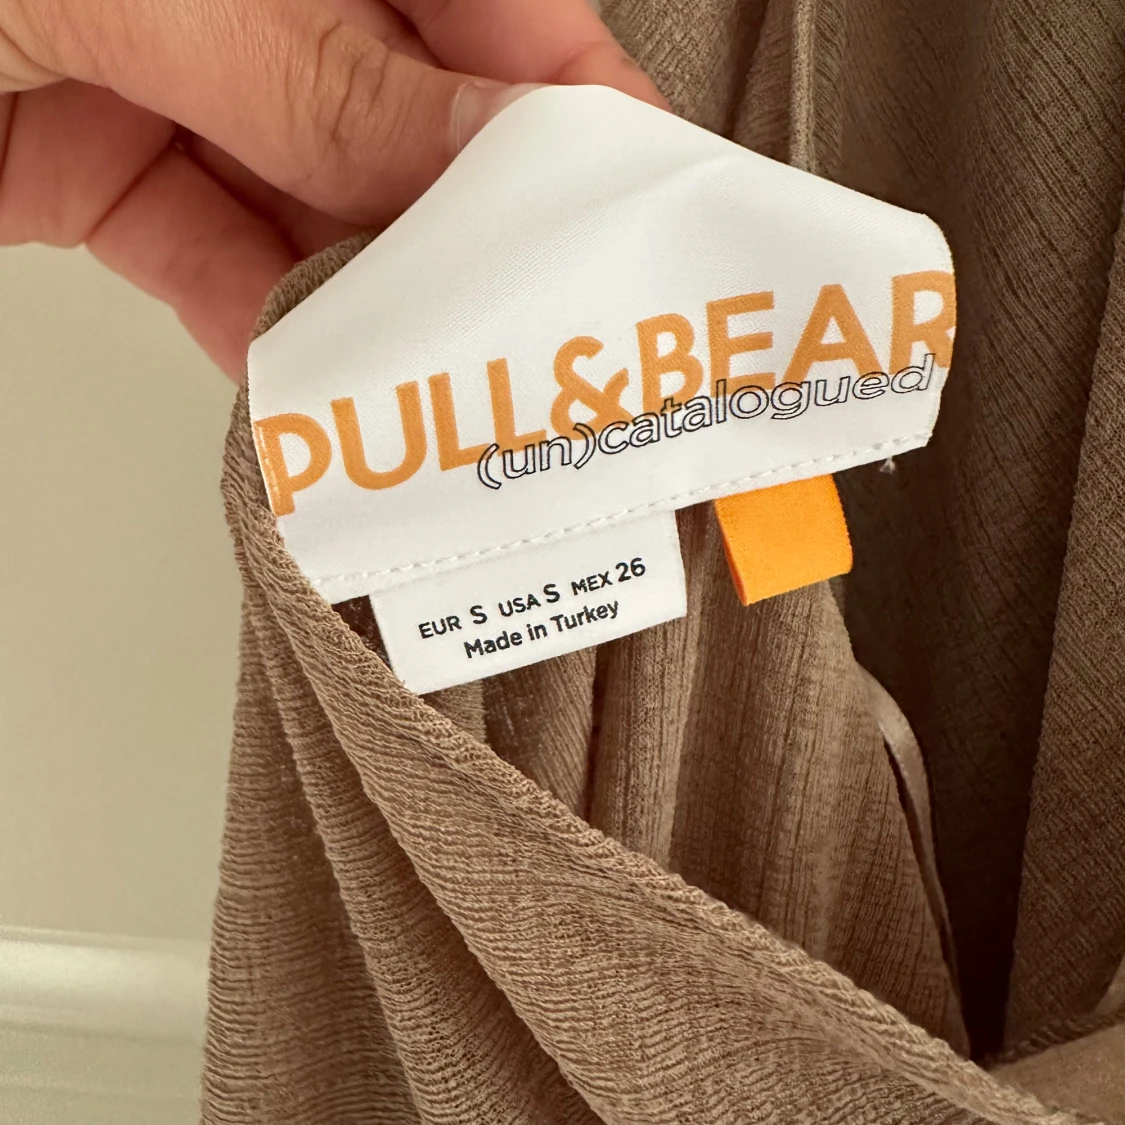 PULL&BEAR
(un)catalogued
EUR S USA S MEX 26
Made in Turkey